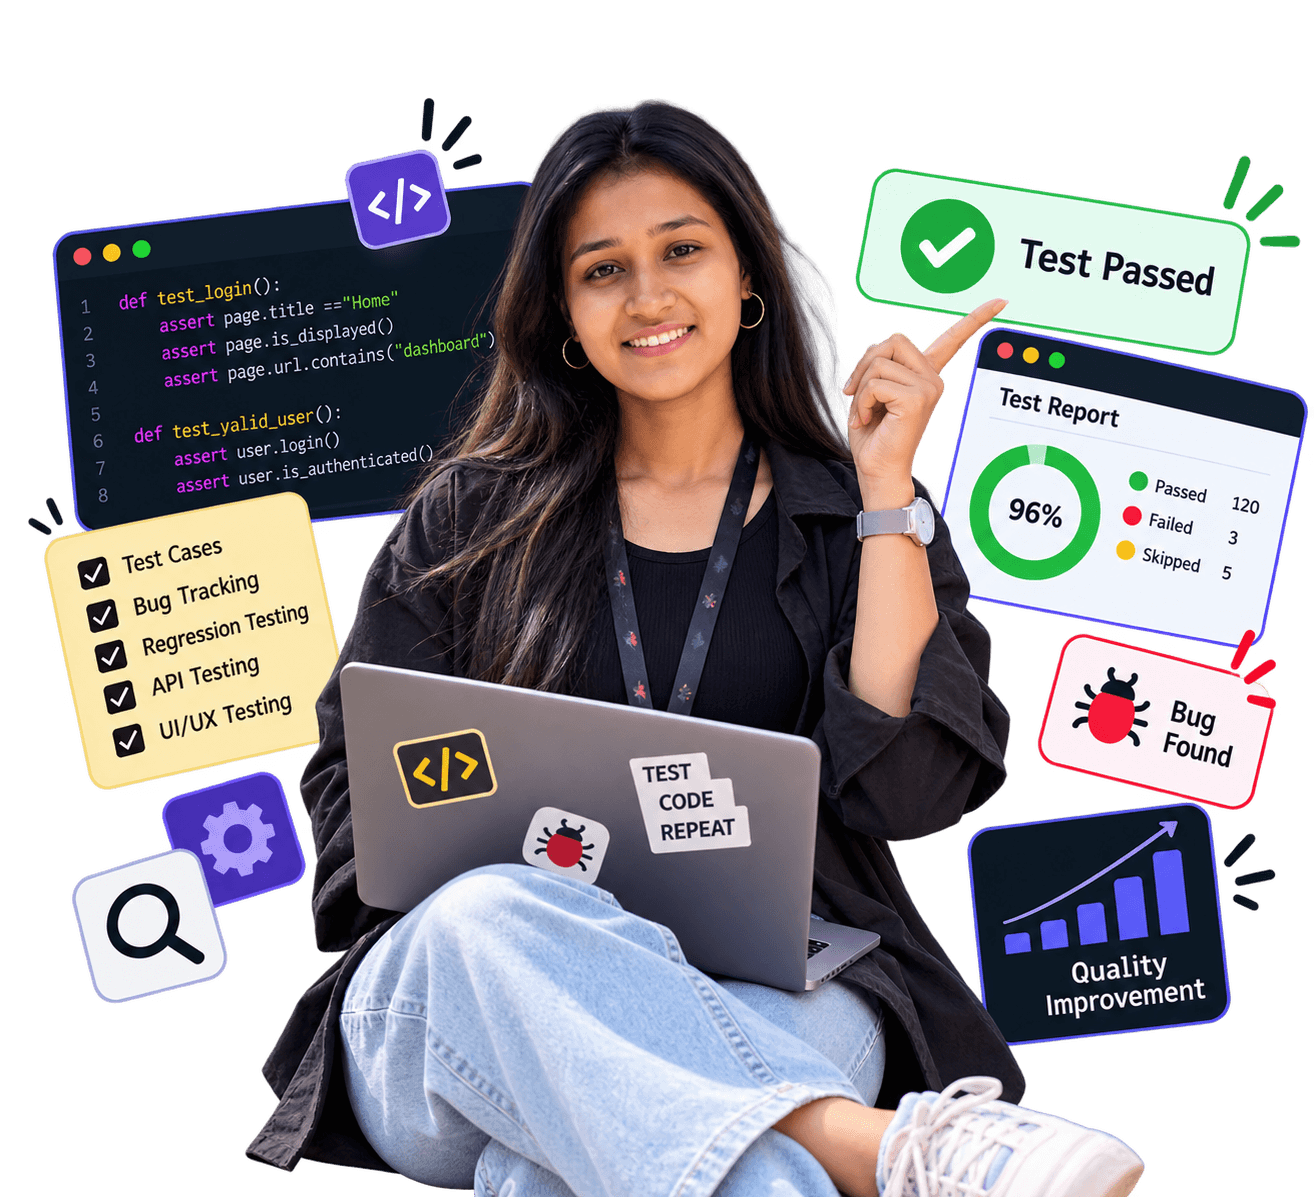 </>
1 def test_login():
2 assert page.title =="Home"
3 assert page.is_displayed()
4 assert page.url.contains("dashboard")
5
6 def test_yalid_user():
7 assert user.login()
8 assert user.is_authenticated()
Test Cases
Bug Tracking
Regression Testing
API Testing
UI/UX Testing
</>
TEST
CODE
REPEAT
Test Passed
Test Report
96%
Passed 120
Failed 3
Skipped 5
Bug
Found
Quality
Improvement